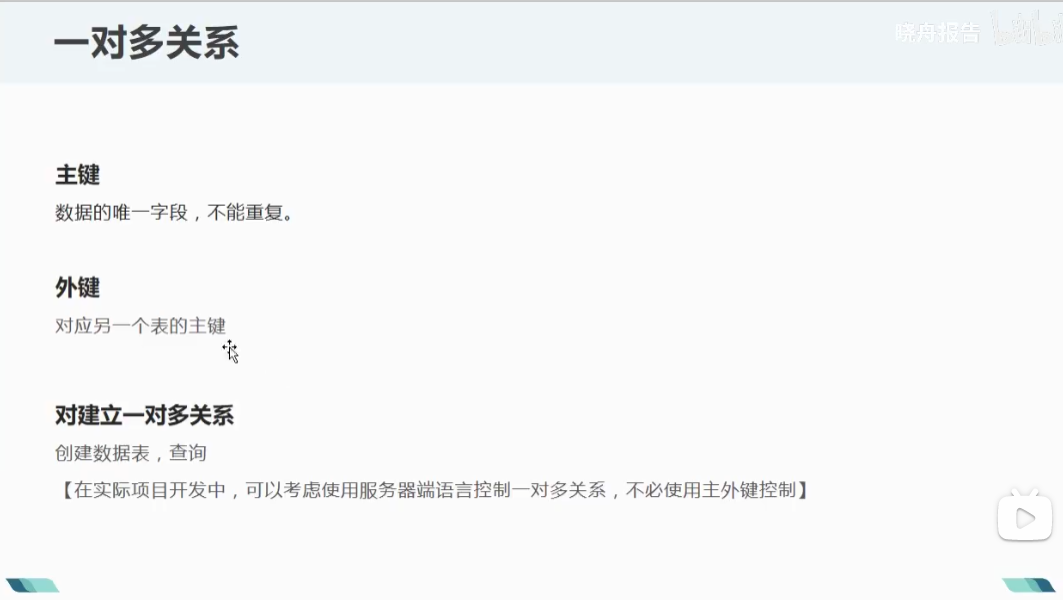 一对多关系
晓舟报告
bilibili
主键
数据的唯一字段，不能重复。
外键
对应另一个表的主键
对建立一对多关系
创建数据表，查询
【在实际项目开发中，可以考虑使用服务器端语言控制一对多关系，不必使用主外键控制】